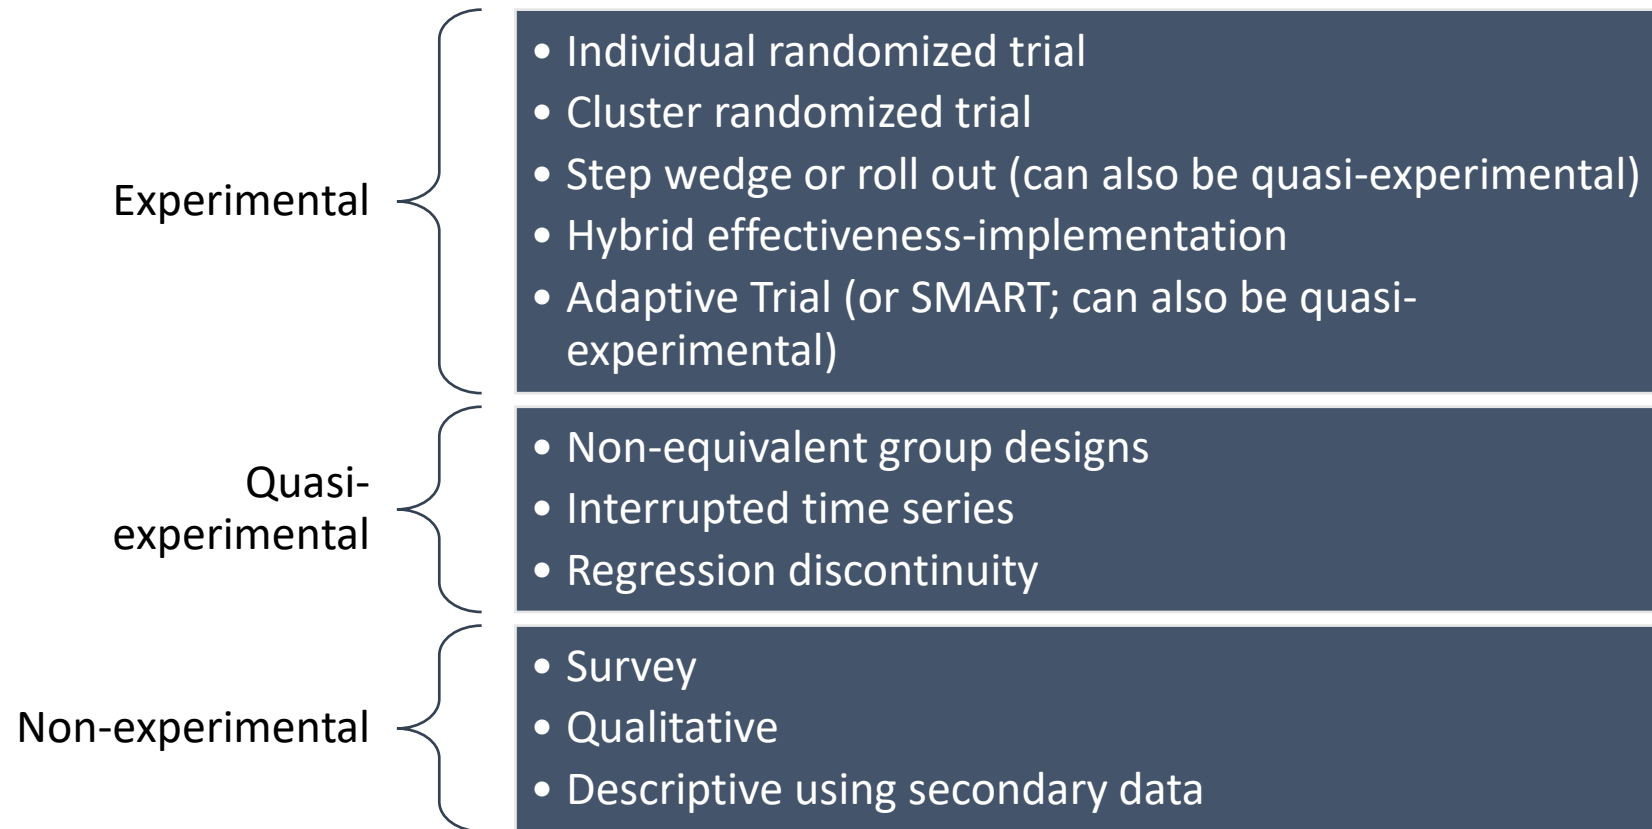 Experimental
• Individual randomized trial
• Cluster randomized trial
• Step wedge or roll out (can also be quasi-experimental)
• Hybrid effectiveness-implementation
• Adaptive Trial (or SMART; can also be quasi-
experimental)
Quasi-
experimental
• Non-equivalent group designs
• Interrupted time series
• Regression discontinuity
Non-experimental
• Survey
• Qualitative
• Descriptive using secondary data